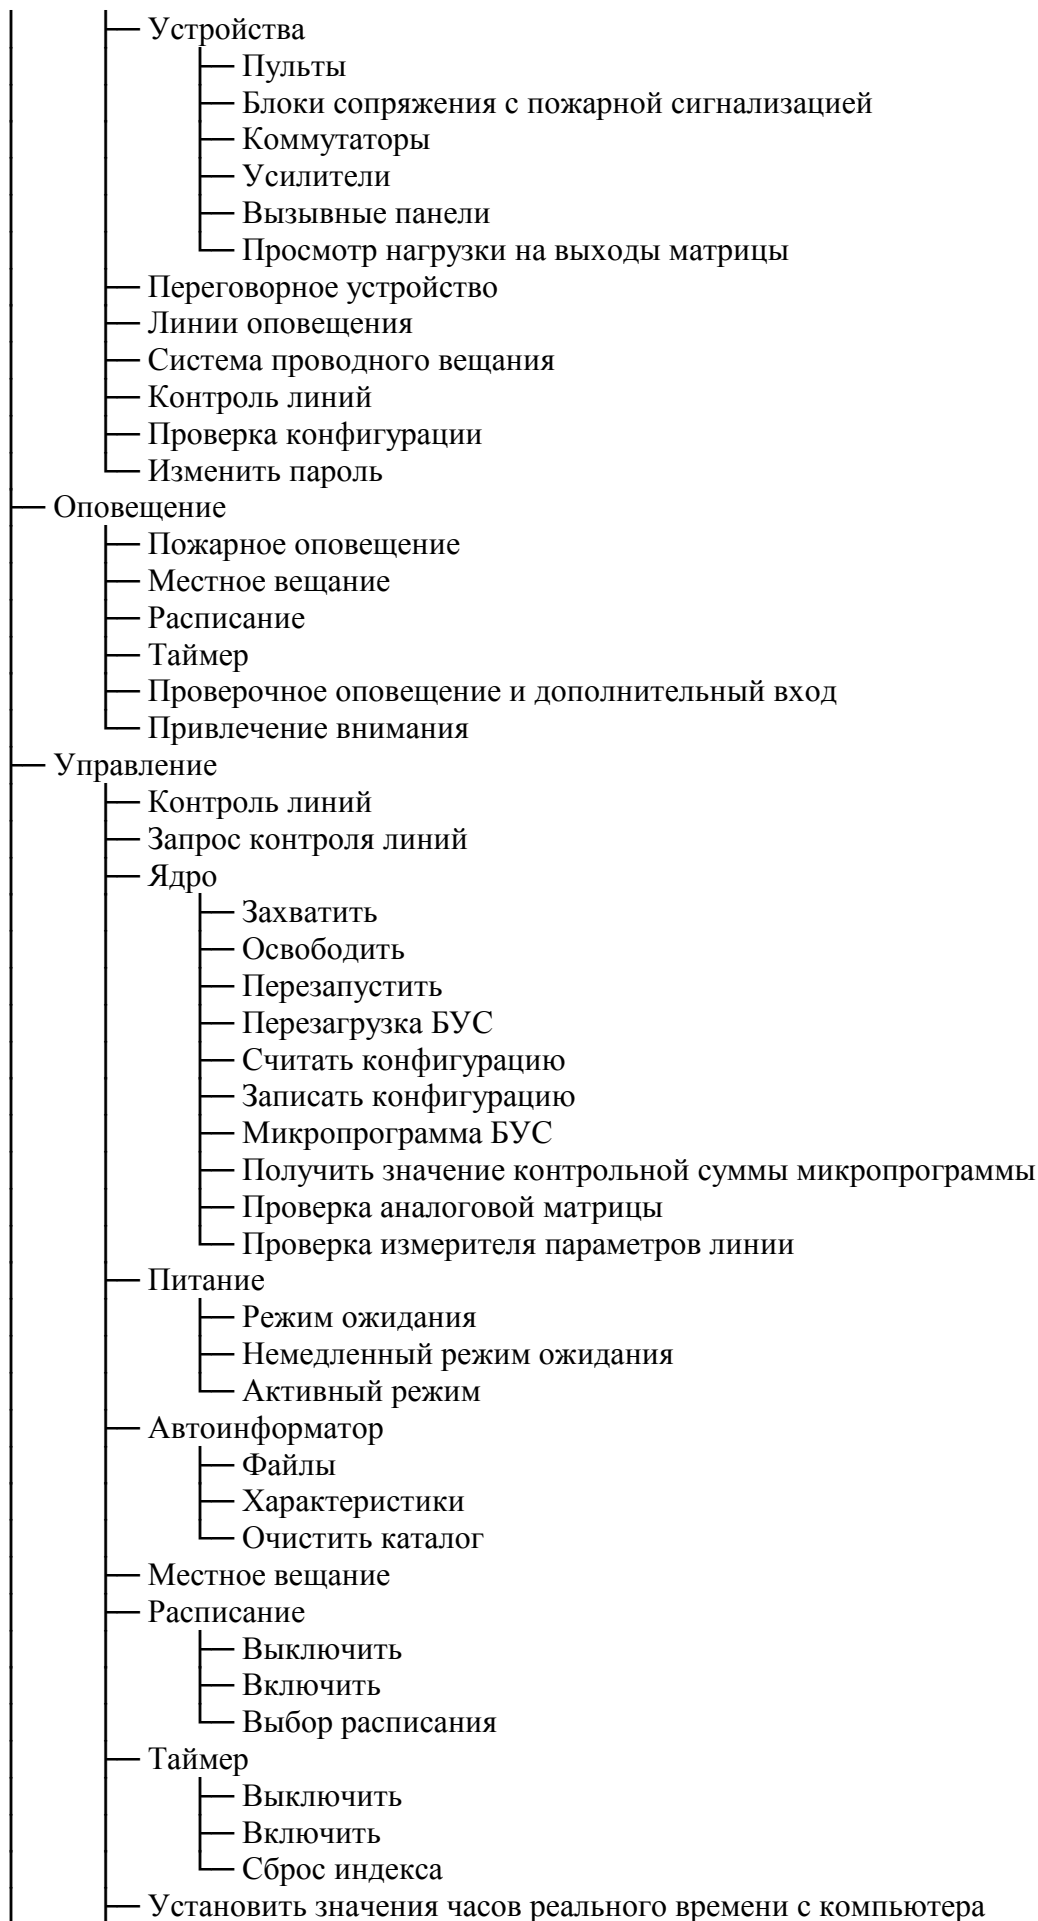 Устройства
Пульты
Блоки сопряжения с пожарной сигнализацией
Коммутаторы
Усилители
Вызывные панели
Просмотр нагрузки на выходы матрицы
Переговорное устройство
Линии оповещения
Система проводного вещания
Контроль линий
Проверка конфигурации
Изменить пароль
Оповещение
Пожарное оповещение
Местное вещание
Расписание
Таймер
Проверочное оповещение и дополнительный вход
Привлечение внимания
Управление
Контроль линий
Запрос контроля линий
Ядро
Захватить
Освободить
Перезапустить
Перезагрузка БУС
Считать конфигурацию
Записать конфигурацию
Микропрограмма БУС
Получить значение контрольной суммы микропрограммы
Проверка аналоговой матрицы
Проверка измерителя параметров линии
Питание
Режим ожидания
Немедленный режим ожидания
Активный режим
Автоинформатор
Файлы
Характеристики
Очистить каталог
Местное вещание
Расписание
Выключить
Включить
Выбор расписания
Таймер
Выключить
Включить
Сброс индекса
Установить значения часов реального времени с компьютера